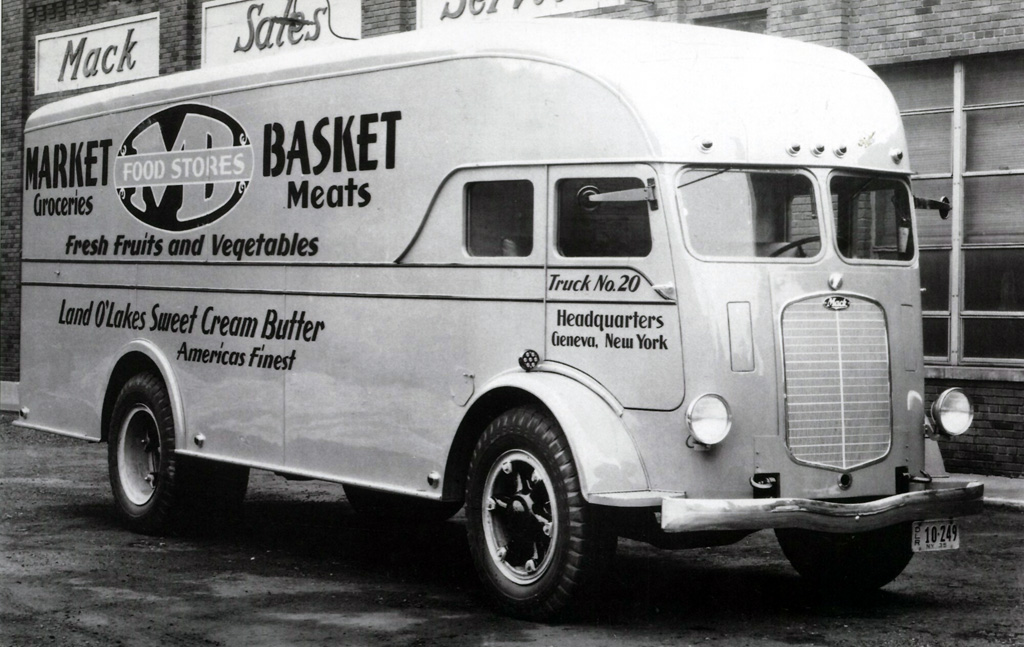 Mack Sales
MARKET
Groceries
MB
FOOD STORES
BASKET
Meats
Fresh Fruits and Vegetables
Land O'Lakes Sweet Cream Butter
Americas Finest
Truck No. 20
Headquarters
Geneva, New York
Mack
10-249